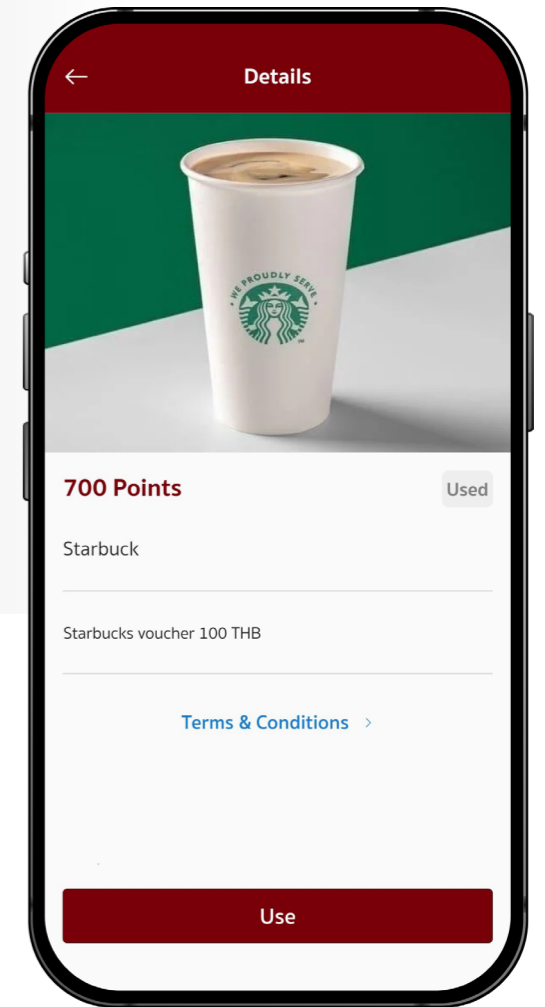 Details
WE PROUDLY SERVE
700 Points
Used
Starbuck
Starbucks voucher 100 THB
Terms & Conditions
Use